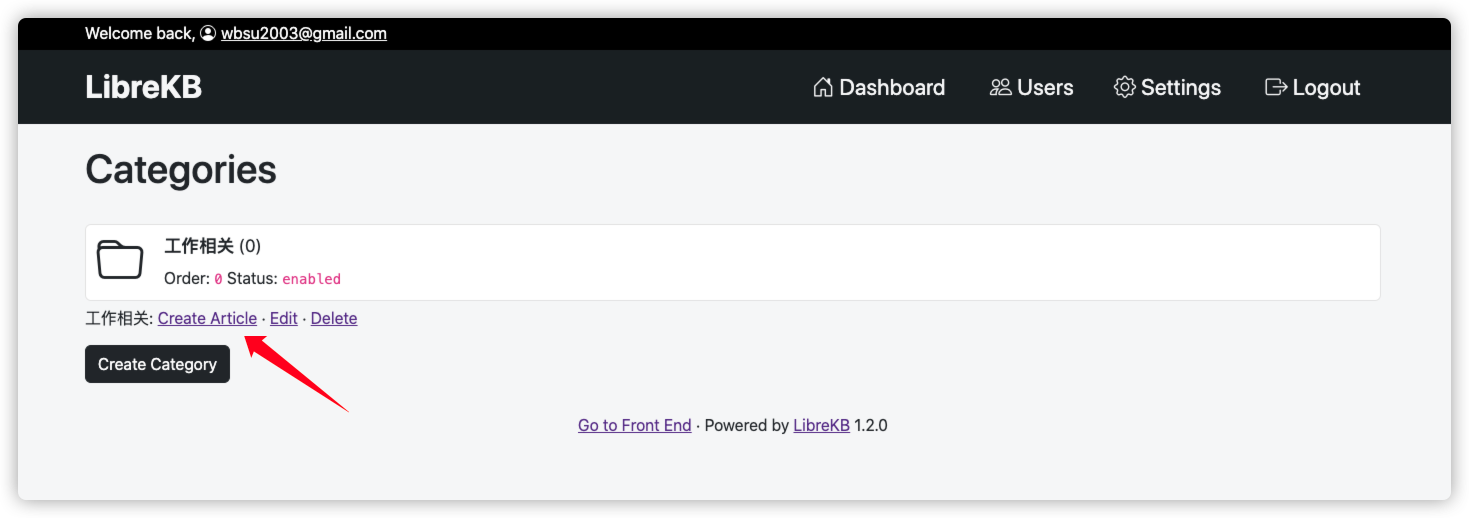 Welcome back, wbsu2003@gmail.com
LibreKB Dashboard Users Settings Logout
Categories
工作相关 (0)
Order: 0 Status: enabled
工作相关: Create Article · Edit · Delete
Create Category
Go to Front End · Powered by LibreKB 1.2.0